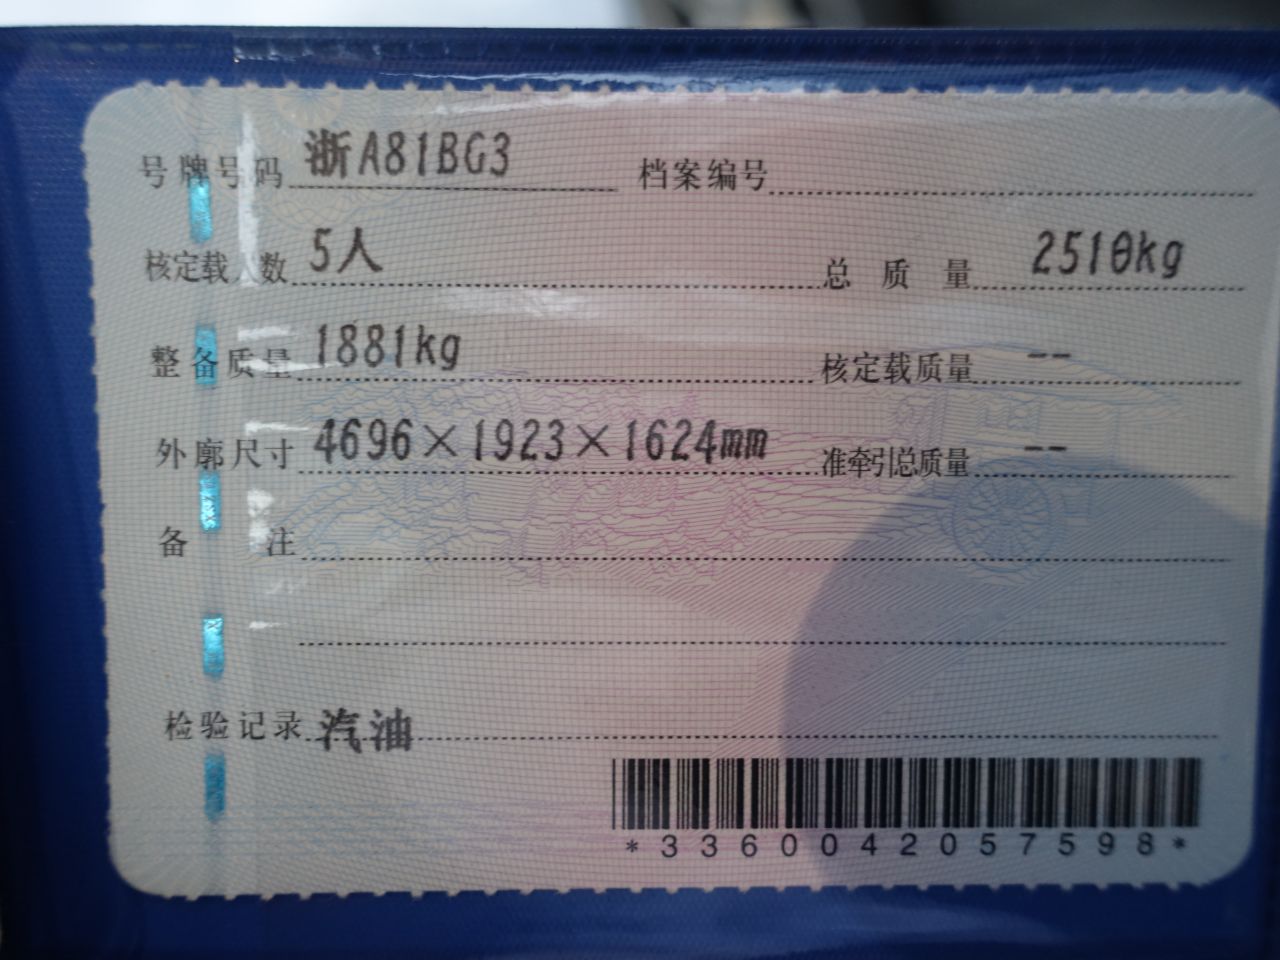 号牌号码 浙A81BG3 档案编号
核定载人数 5人 总质量 2510kg
整备质量 1881kg 核定载质量 --
外廓尺寸 4696×1923×1624mm 准牵引总质量 --
备注
检验记录 汽油
*3360042057598*